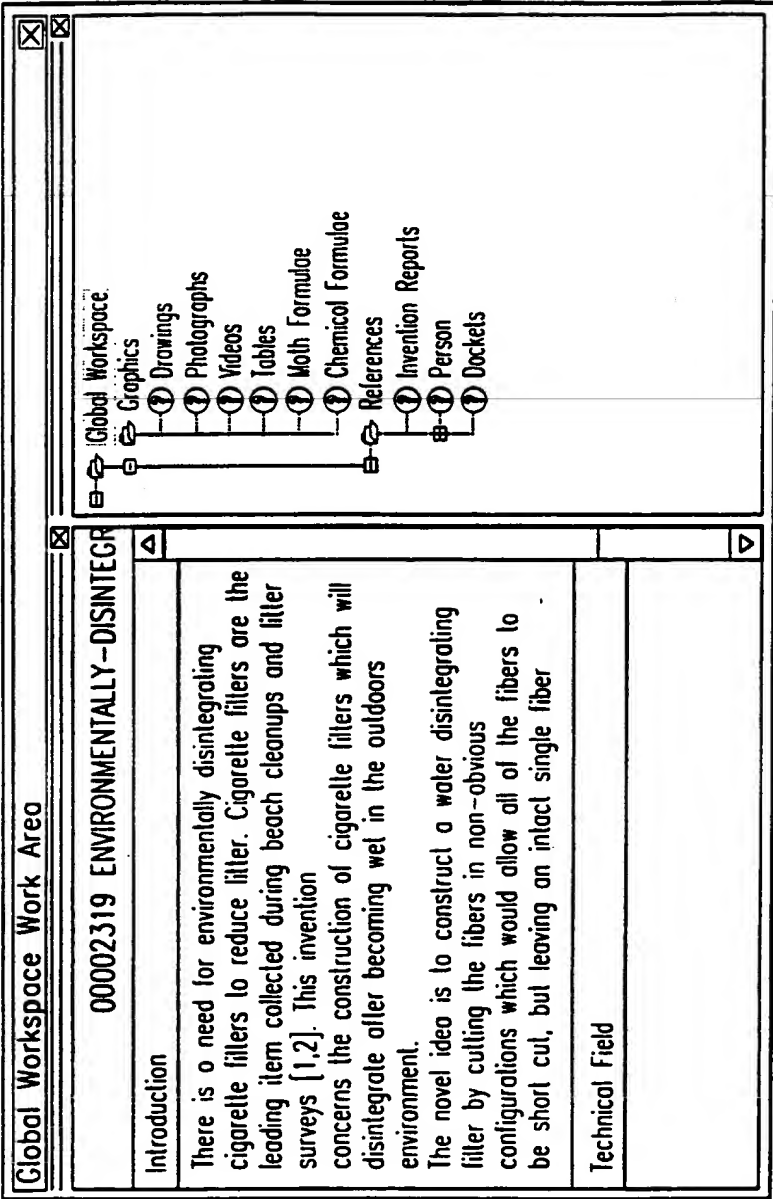 Global Workspace Work Area
00002319 ENVIRONMENTALLY-DISINTEGR
Introduction
There is a need for environmentally disintegrating
cigarette filters to reduce litter. Cigarette filters are the
leading item collected during beach cleanups and litter
surveys [1,2]. This invention
concerns the construction of cigarette filters which will
disintegrate after becoming wet in the outdoors
environment.
The novel idea is to construct a water disintegrating
filter by cutting the fibers in non-obvious
configurations which would allow all of the fibers to
be short cut, but leaving an intact single fiber
Technical Field
Global Workspace
Graphics
? Drawings
? Photographs
? Videos
? Tables
? Math Formulae
? Chemical Formulae
References
? Invention Reports
? Person
? Dockets